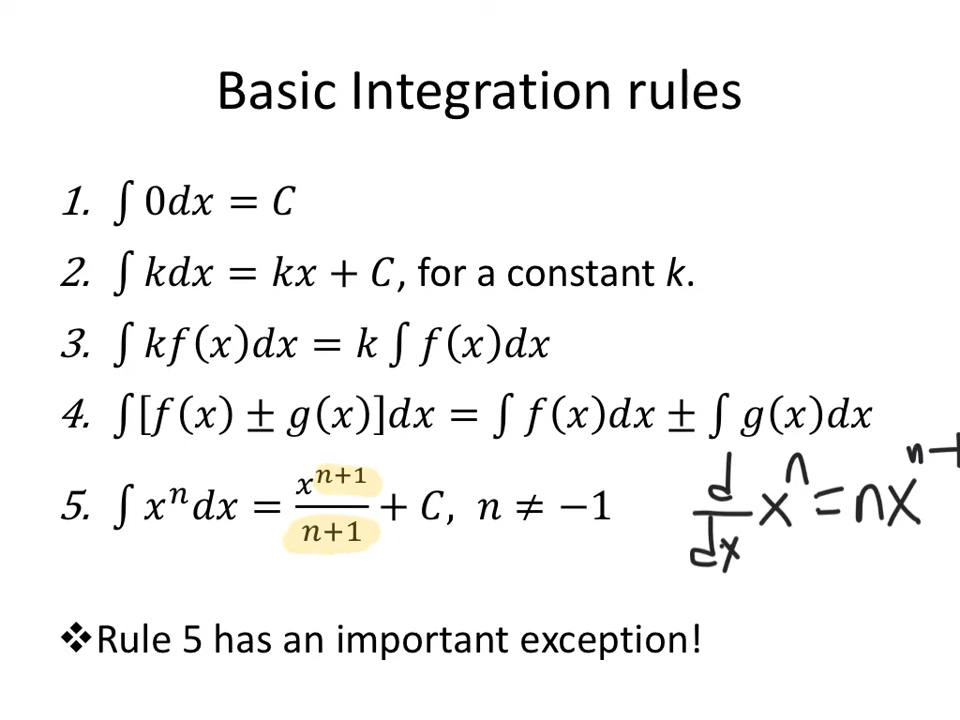 Basic Integration rules
1. ∫ 0dx = C
2. ∫ kdx = kx + C, for a constant k.
3. ∫ kf(x)dx = k ∫ f(x)dx
4. ∫[f(x) ± g(x)]dx = ∫ f(x)dx ± ∫ g(x)dx
5. ∫ xⁿdx = xⁿ⁺¹/n+1 + C, n ≠ −1
d/dx xⁿ = nxⁿ⁻
❖Rule 5 has an important exception!